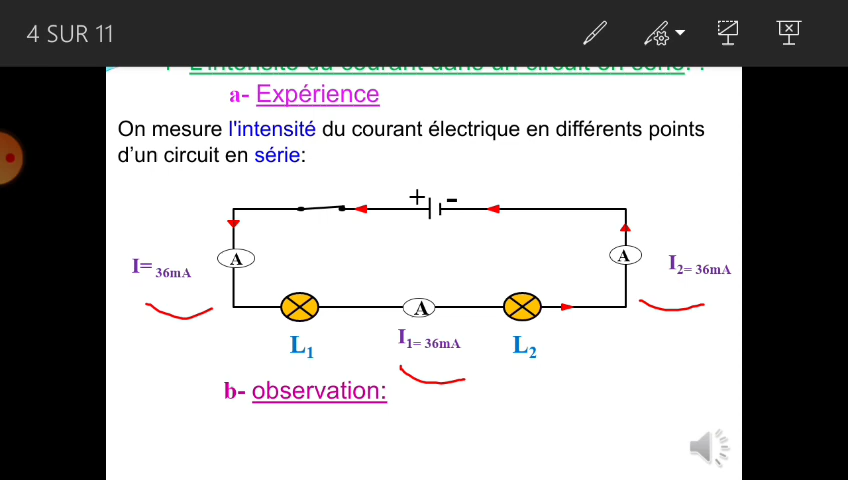 4 SUR 11
a- Expérience
On mesure l'intensité du courant électrique en différents points
d'un circuit en série:
+ -
A
A
I= 36mA
I2= 36mA
A
L1
I1= 36mA
L2
b- observation: